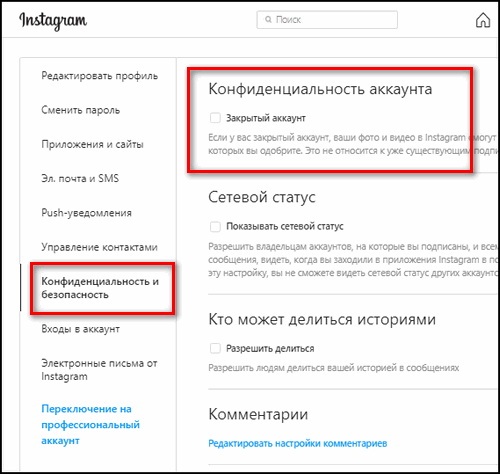 Instagram
Поиск
Редактировать профиль
Сменить пароль
Приложения и сайты
Эл. почта и SMS
Push-уведомления
Управление контактами
Конфиденциальность и
безопасность
Входы в аккаунт
Электронные письма от
Instagram
Переключение на
профессиональный
аккаунт
Конфиденциальность аккаунта
Закрытый аккаунт
Если у вас закрытый аккаунт, ваши фото и видео в Instagram смогут
которых вы одобрите. Это не относится к уже существующим подпи
Сетевой статус
Показывать сетевой статус
Разрешить владельцам аккаунтов, на которые вы подписаны, и всем
сообщения, видеть, когда вы заходили в приложения Instagram в по
эту настройку, вы не сможете видеть сетевой статус других аккаунто
Кто может делиться историями
Разрешить делиться
Разрешить людям делиться вашей историей в сообщениях
Комментарии
Редактировать настройки комментариев